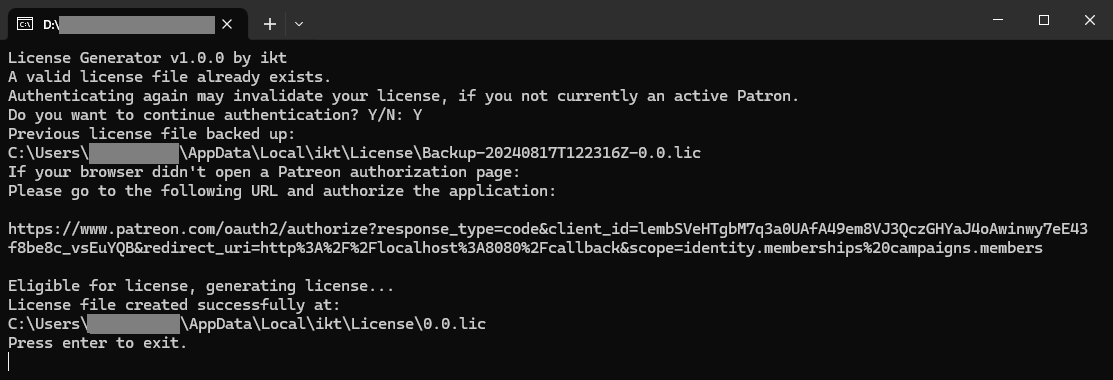 D:\
License Generator v1.0.0 by ikt
A valid license file already exists.
Authenticating again may invalidate your license, if you not currently an active Patron.
Do you want to continue authentication? Y/N: Y
Previous license file backed up:
C:\Users\ \AppData\Local\ikt\License\Backup-20240817T122316Z-0.0.lic
If your browser didn't open a Patreon authorization page:
Please go to the following URL and authorize the application:
https://www.patreon.com/oauth2/authorize?response_type=code&client_id=lembSVeHTgbM7q3a0UAfA49em8VJ3QczGHYaJ4oAwinwy7eE43
f8be8c_vsEuYQB&redirect_uri=http%3A%2F%2Flocalhost%3A8080%2Fcallback&scope=identity.memberships%20campaigns.members
Eligible for license, generating license...
License file created successfully at:
C:\Users\ \AppData\Local\ikt\License\0.0.lic
Press enter to exit.